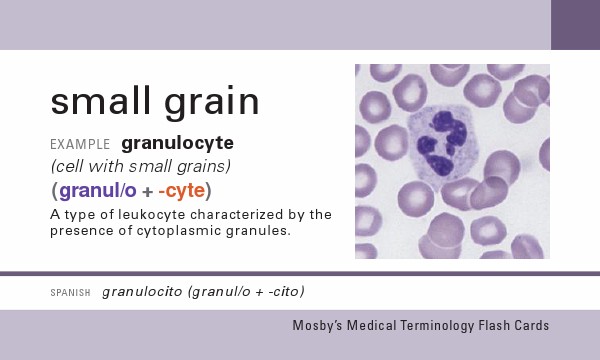 small grain
EXAMPLE granulocyte
(cell with small grains)
(granul/o + -cyte)
A type of leukocyte characterized by the
presence of cytoplasmic granules.
SPANISH granulocito (granul/o + -cito)
Mosby's Medical Terminology Flash Cards